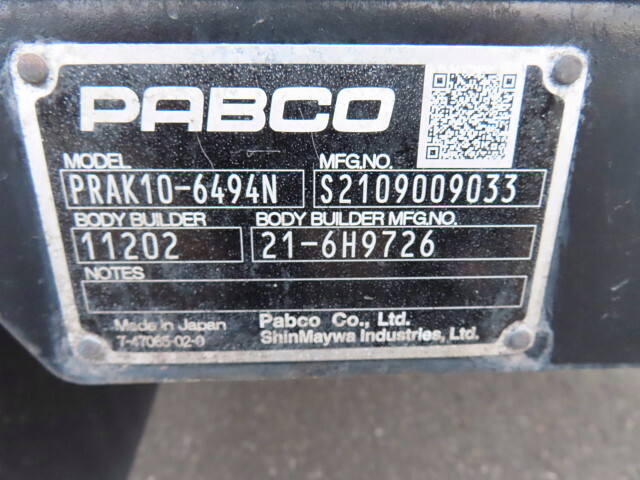 PABCO
MODEL MFG.NO.
PRAK10-6494N S2109009033
BODY BUILDER BODY BUILDER MFG.NO.
11202 21-6H9726
NOTES
Made in Japan Pabco Co., Ltd.
7-47085-02-0 ShinMaywa Industries, Ltd.